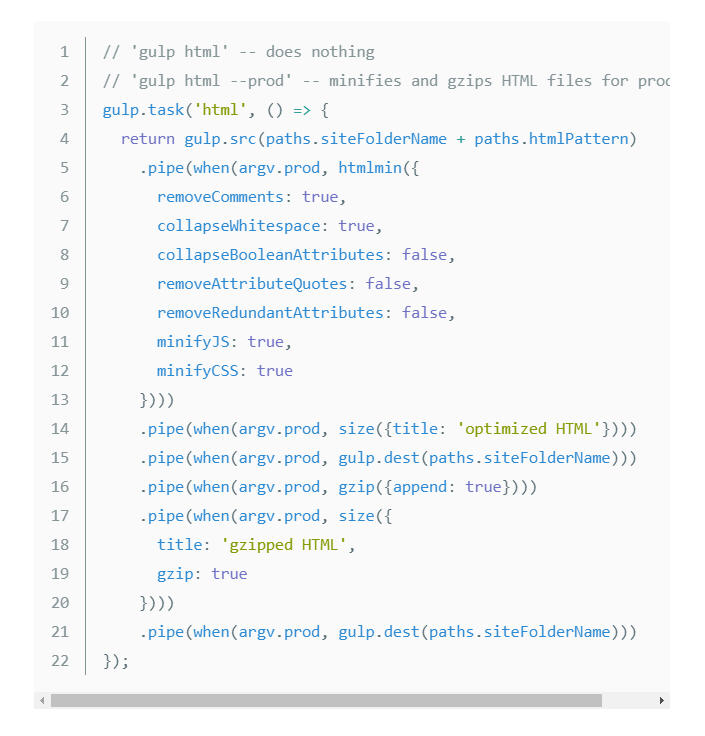 1 // 'gulp html' -- does nothing
2 // 'gulp html --prod' -- minifies and gzips HTML files for
3 gulp.task('html', () => {
4   return gulp.src(paths.siteFolderName + paths.htmlPattern)
5     .pipe(when(argv.prod, htmlmin({
6       removeComments: true,
7       collapseWhitespace: true,
8       collapseBooleanAttributes: false,
9       removeAttributeQuotes: false,
10       removeRedundantAttributes: false,
11       minifyJS: true,
12       minifyCSS: true
13     })))
14     .pipe(when(argv.prod, size({title: 'optimized HTML'})))
15     .pipe(when(argv.prod, gulp.dest(paths.siteFolderName)))
16     .pipe(when(argv.prod, gzip({append: true})))
17     .pipe(when(argv.prod, size({
18       title: 'gzipped HTML',
19       gzip: true
20     })))
21     .pipe(when(argv.prod, gulp.dest(paths.siteFolderName)))
22 });